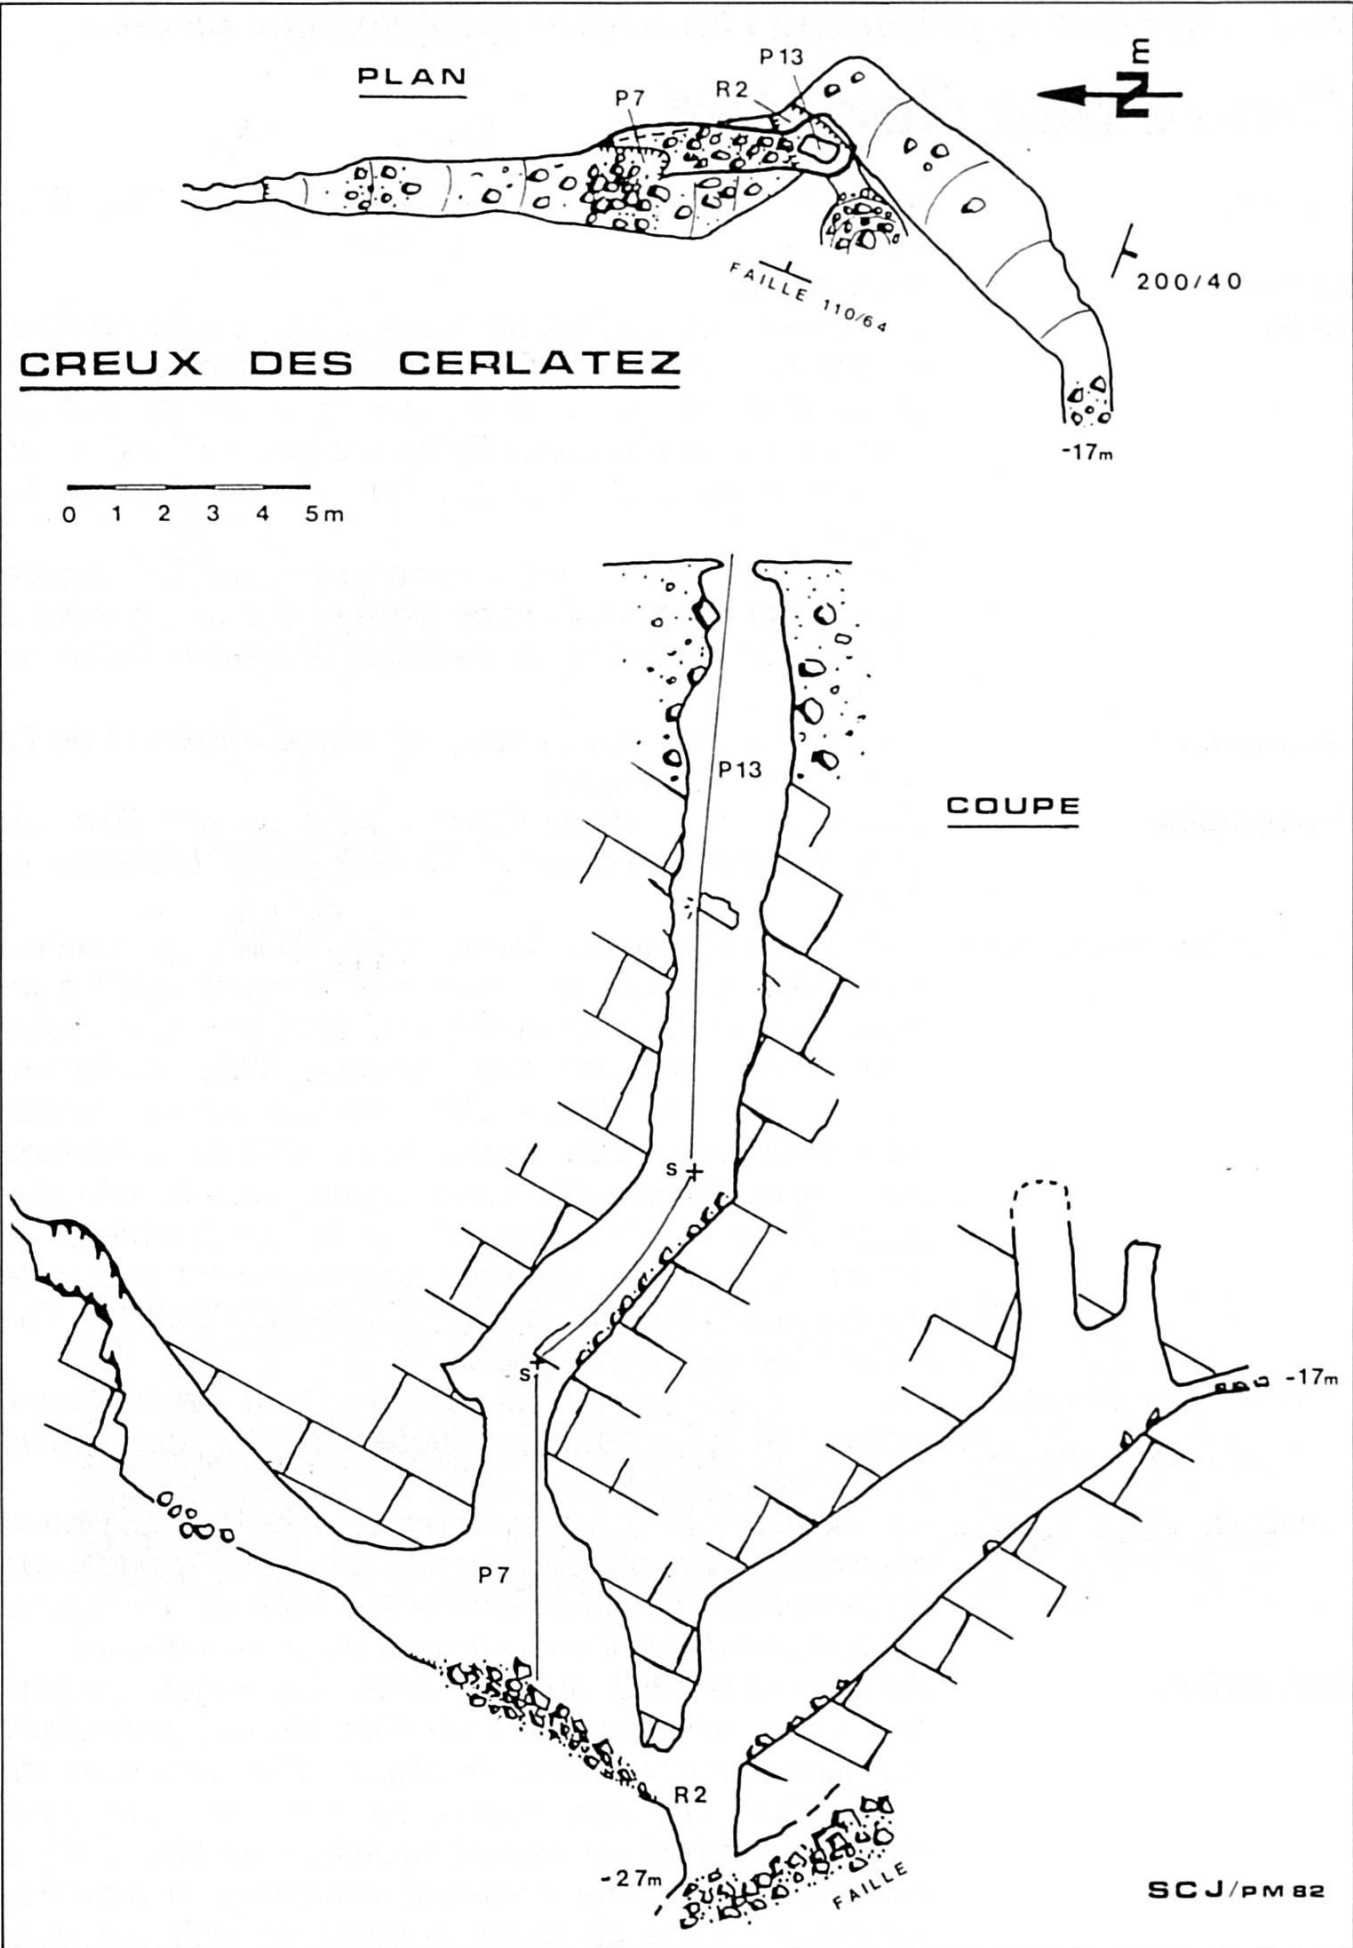 PLAN
P13
R2
P7
Nm
FAILLE 110/64
200/40
-17m
CREUX DES CERLATEZ
0 1 2 3 4 5m
P13
COUPE
S
S
-17m
P7
R2
-27m
FAILLE
SCJ/PM 82